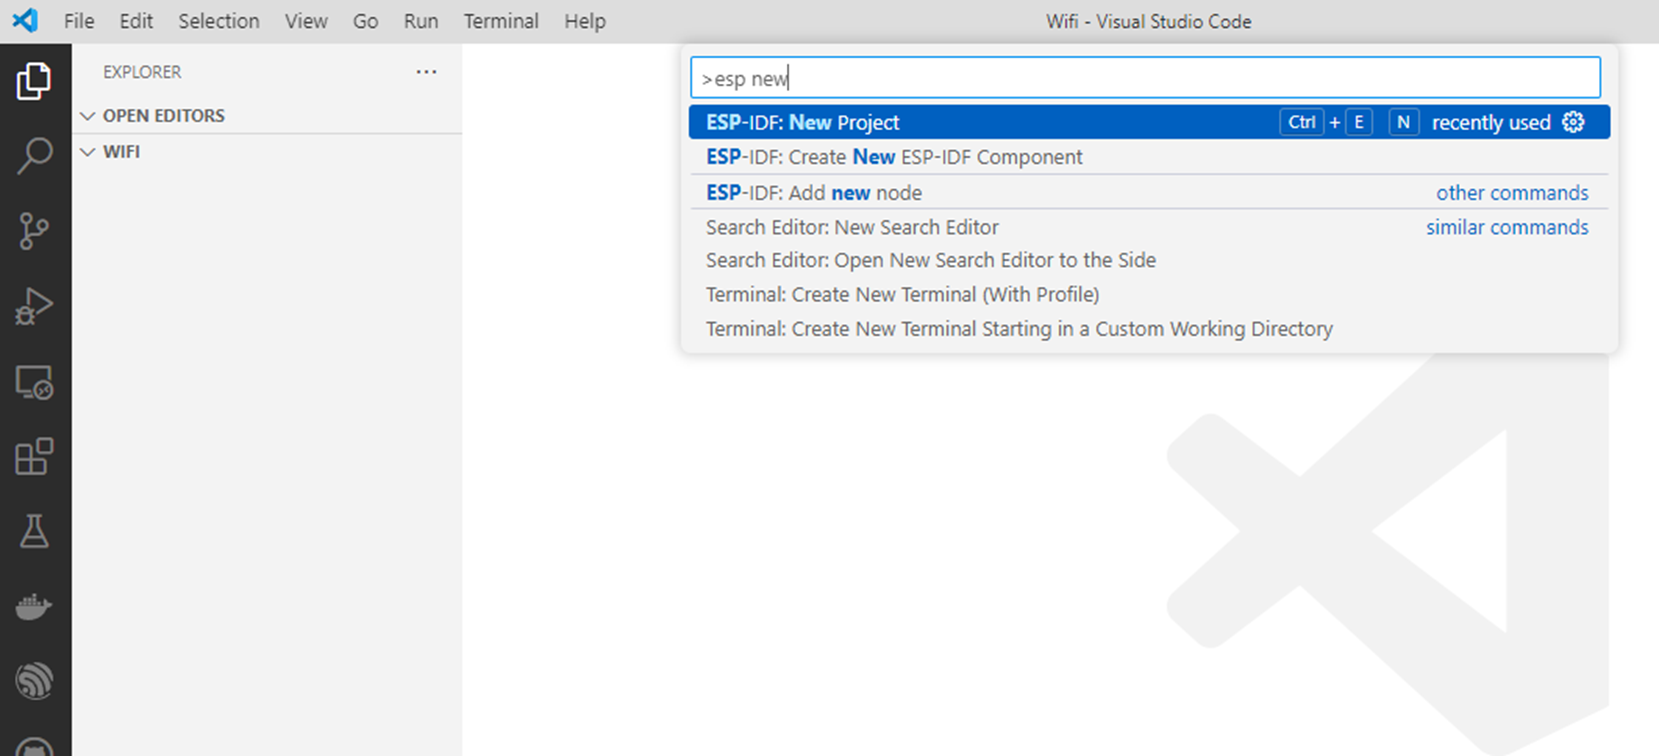 File Edit Selection View Go Run Terminal Help Wifi - Visual Studio Code
EXPLORER ...
OPEN EDITORS
WIFI
>esp new
ESP-IDF: New Project Ctrl + E N recently used
ESP-IDF: Create New ESP-IDF Component
ESP-IDF: Add new node other commands
Search Editor: New Search Editor similar commands
Search Editor: Open New Search Editor to the Side
Terminal: Create New Terminal (With Profile)
Terminal: Create New Terminal Starting in a Custom Working Directory